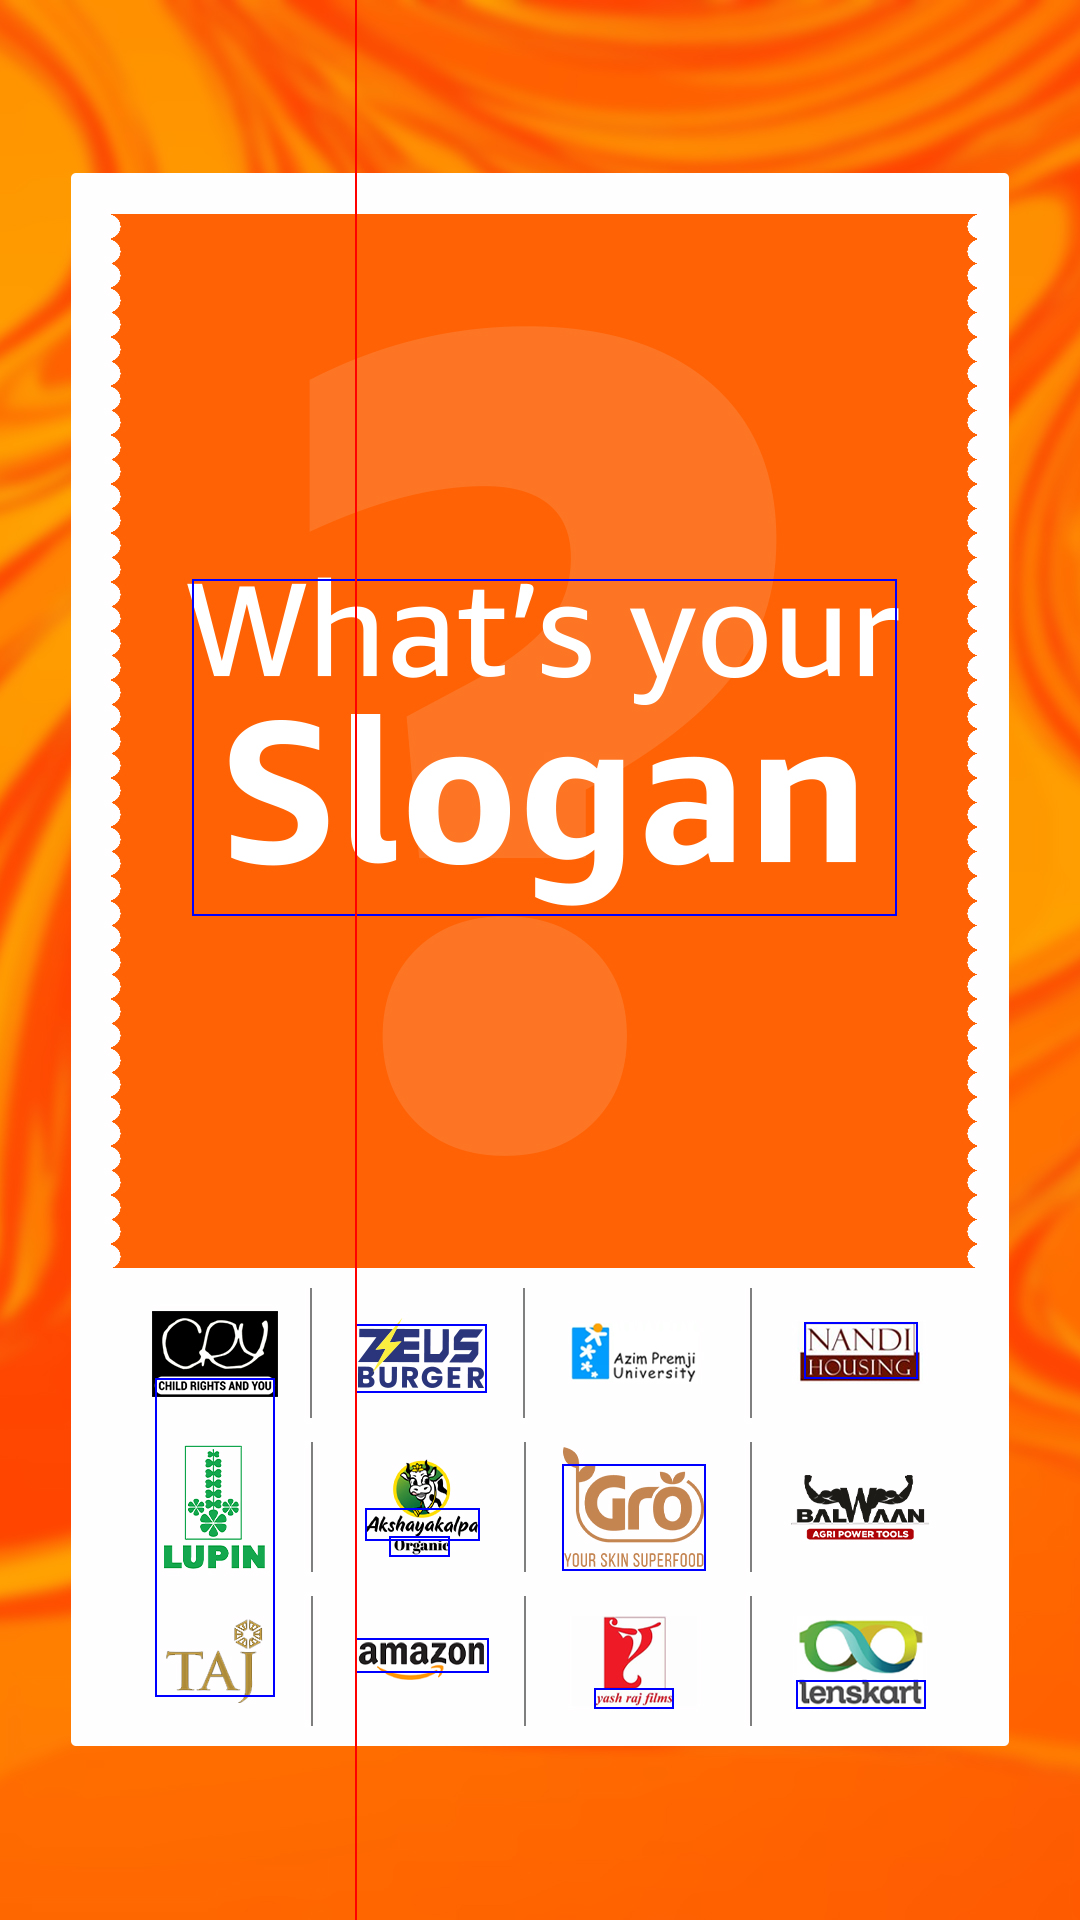 What's your
Slogan
CRY
CHILD RIGHTS AND YOU
ZEUS
BURGER
Azim Premji
University
NANDI
HOUSING
LUPIN
Akshayakalpa
Organic
Grō
YOUR SKIN SUPERFOOD
BALWAAN
AGRI POWER TOOLS
TAJ
amazon
yash raj films
lenskart